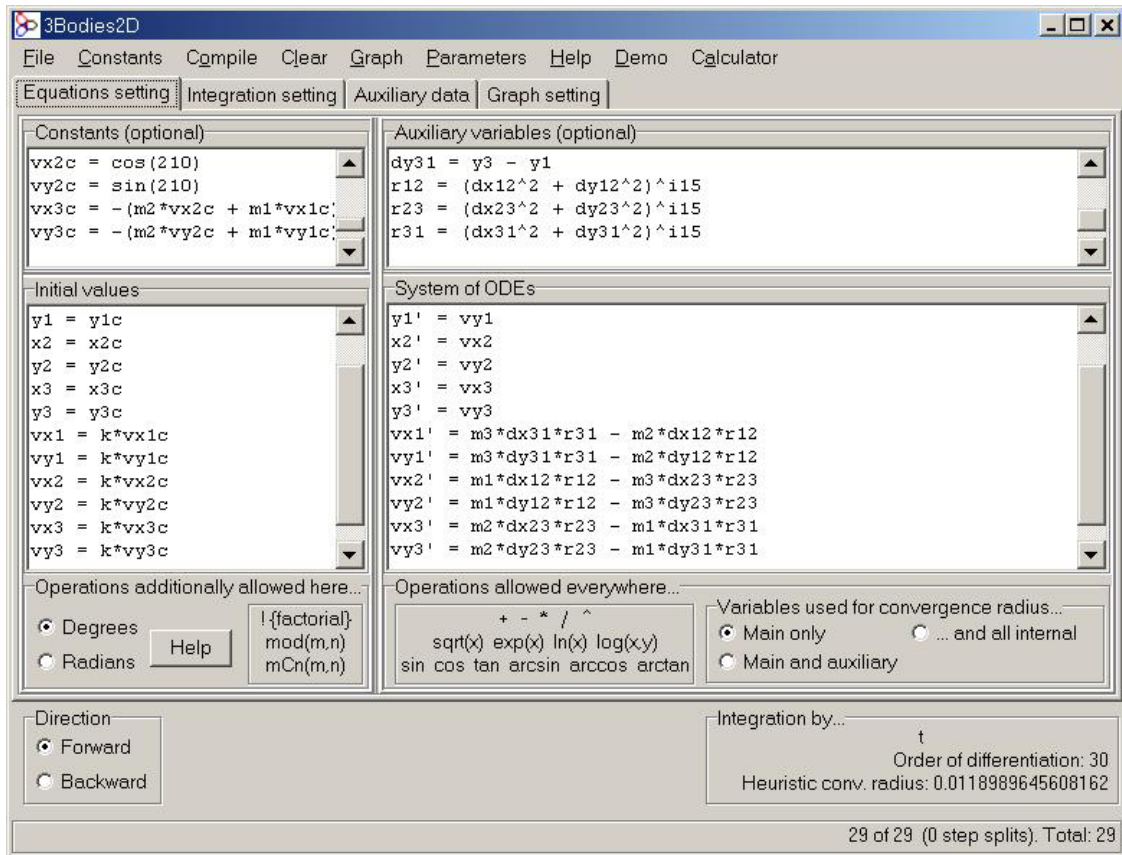 3Bodies2D
File Constants Compile Clear Graph Parameters Help Demo Calculator
Equations setting Integration setting Auxiliary data Graph setting
Constants (optional)
vx2c = cos(210)
vy2c = sin(210)
vx3c = -(m2*vx2c + m1*vx1c)
vy3c = -(m2*vy2c + m1*vy1c)
Auxiliary variables (optional)
dy31 = y3 - y1
r12 = (dx12^2 + dy12^2)^i15
r23 = (dx23^2 + dy23^2)^i15
r31 = (dx31^2 + dy31^2)^i15
Initial values
y1 = y1c
x2 = x2c
y2 = y2c
x3 = x3c
y3 = y3c
vx1 = k*vx1c
vy1 = k*vy1c
vx2 = k*vx2c
vy2 = k*vy2c
vx3 = k*vx3c
vy3 = k*vy3c
System of ODEs
y1' = vy1
x2' = vx2
y2' = vy2
x3' = vx3
y3' = vy3
vx1' = m3*dx31*r31 - m2*dx12*r12
vy1' = m3*dy31*r31 - m2*dy12*r12
vx2' = m1*dx12*r12 - m3*dx23*r23
vy2' = m1*dy12*r12 - m3*dy23*r23
vx3' = m2*dx23*r23 - m1*dx31*r31
vy3' = m2*dy23*r23 - m1*dy31*r31
Operations additionally allowed here...
Degrees
Radians
Help
! {factorial}
mod(m,n)
mCn(m,n)
Operations allowed everywhere...
+ - * / ^
sqrt(x) exp(x) ln(x) log(x,y)
sin cos tan arcsin arccos arctan
Variables used for convergence radius...
Main only ... and all internal
Main and auxiliary
Direction
Forward
Backward
Integration by...
t
Order of differentiation: 30
Heuristic conv. radius: 0.0118989645608162
29 of 29 (0 step splits). Total: 29